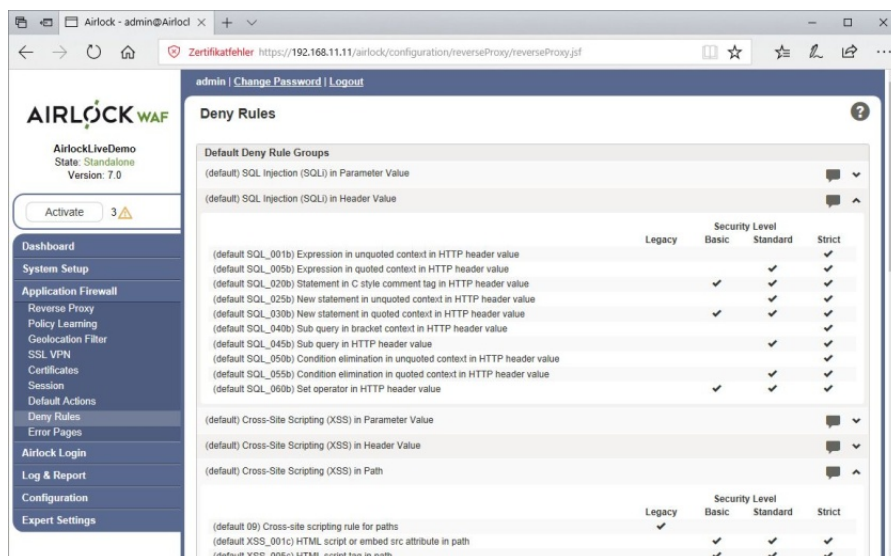 Airlock - admin@Airlocl
Zertifikatfehler https://192.168.11.11/airlock/configuration/reverseProxy/reverseProxy.jsf
admin | Change Password | Logout
AIRLOCK WAF
AirlockLiveDemo
State: Standalone
Version: 7.0
Activate 3
Dashboard
System Setup
Application Firewall
Reverse Proxy
Policy Learning
Geolocation Filter
SSL VPN
Certificates
Session
Default Actions
Deny Rules
Error Pages
Airlock Login
Log & Report
Configuration
Expert Settings
Deny Rules
Default Deny Rule Groups
(default) SQL Injection (SQLi) in Parameter Value
(default) SQL Injection (SQLi) in Header Value
Security Level
Legacy Basic Standard Strict
(default SQL_001b) Expression in unquoted context in HTTP header value
(default SQL_005b) Expression in quoted context in HTTP header value
(default SQL_020b) Statement in C style comment tag in HTTP header value
(default SQL_025b) New statement in unquoted context in HTTP header value
(default SQL_030b) New statement in quoted context in HTTP header value
(default SQL_040b) Sub query in bracket context in HTTP header value
(default SQL_045b) Sub query in HTTP header value
(default SQL_050b) Condition elimination in unquoted context in HTTP header value
(default SQL_055b) Condition elimination in quoted context in HTTP header value
(default SQL_060b) Set operator in HTTP header value
(default) Cross-Site Scripting (XSS) in Parameter Value
(default) Cross-Site Scripting (XSS) in Header Value
(default) Cross-Site Scripting (XSS) in Path
Security Level
Legacy Basic Standard Strict
(default 09) Cross-site scripting rule for paths
(default XSS_001c) HTML script or embed src attribute in path
(default XSS_005c) HTML script tag in path